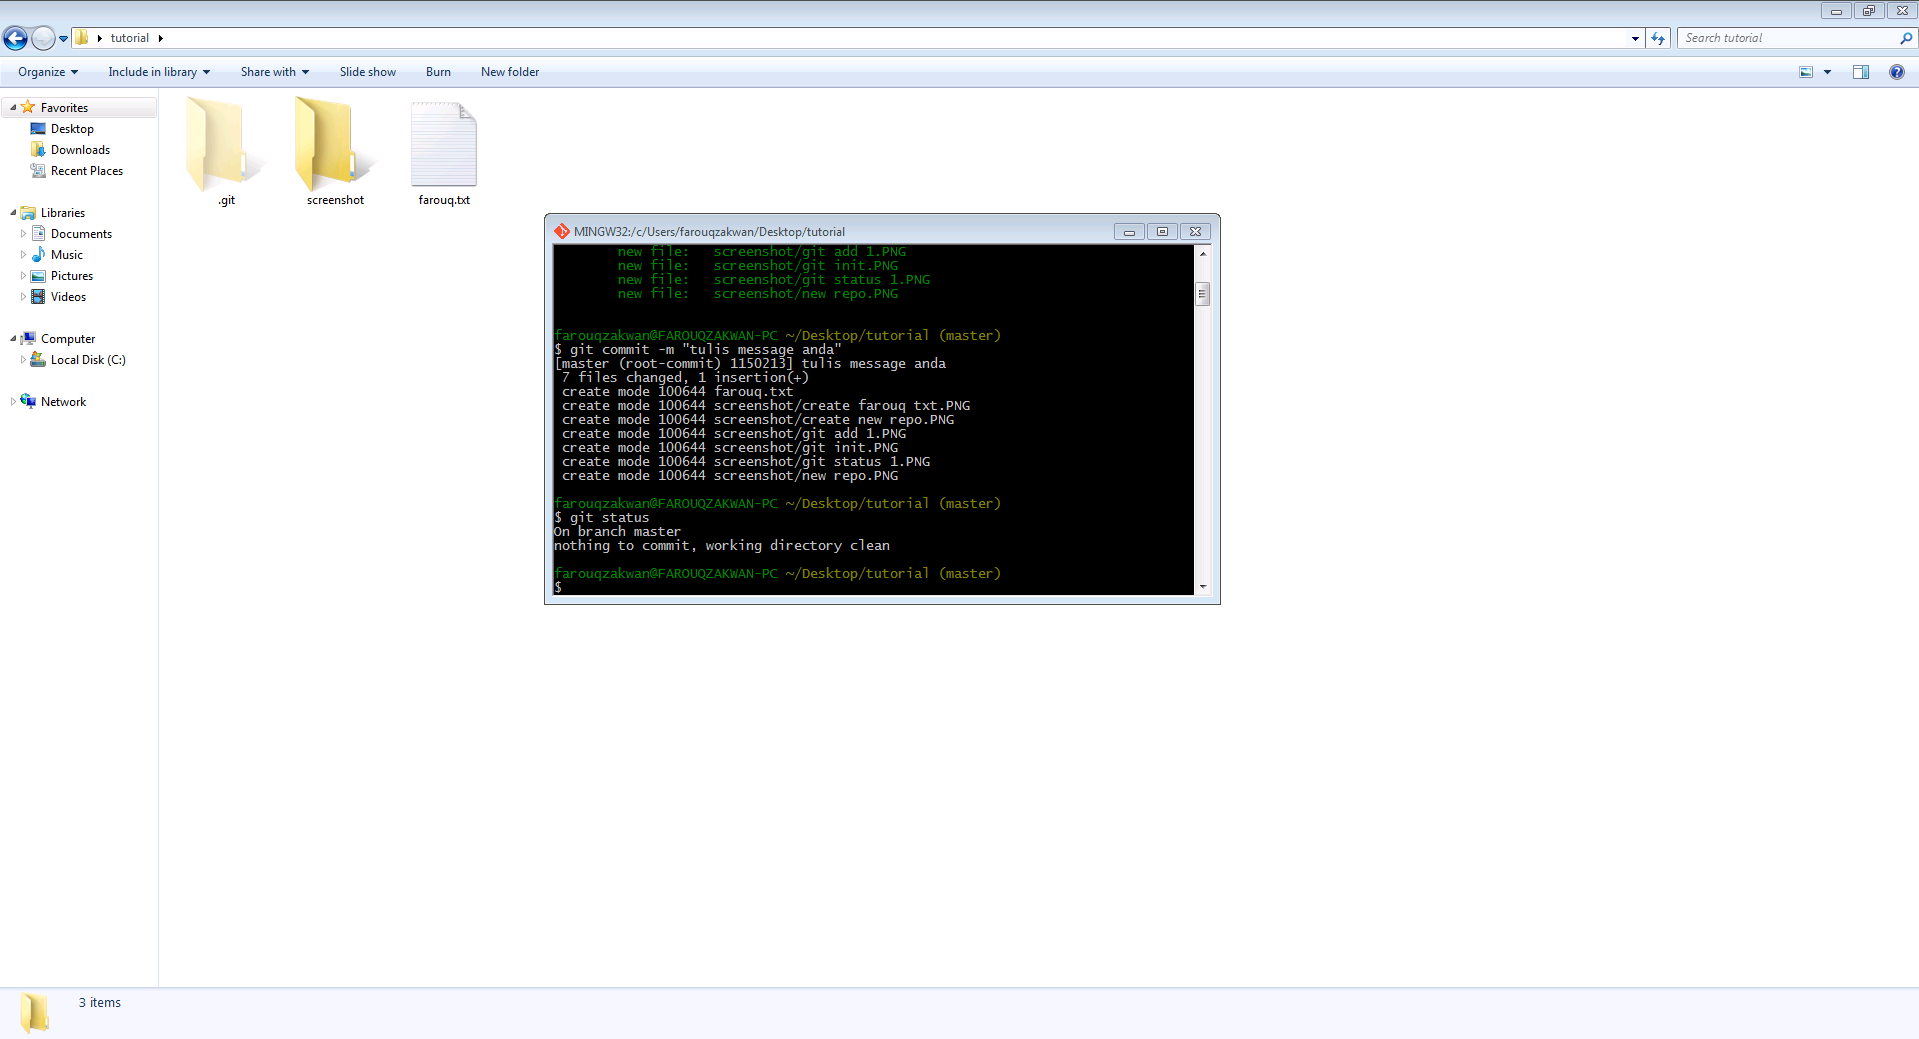 tutorial
Search tutorial
Organize Include in library Share with Slide show Burn New folder
Favorites
Desktop
Downloads
Recent Places
Libraries
Documents
Music
Pictures
Videos
Computer
Local Disk (C:)
Network
.git screenshot farouq.txt
MINGW32:/c/Users/farouqzakwan/Desktop/tutorial
new file: screenshot/git add 1.PNG
new file: screenshot/git init.PNG
new file: screenshot/git status 1.PNG
new file: screenshot/new repo.PNG
farouqzakwan@FAROUQZAKWAN-PC ~/Desktop/tutorial (master)
$ git commit -m "tulis message anda"
[master (root-commit) 1150213] tulis message anda
7 files changed, 1 insertion(+)
create mode 100644 farouq.txt
create mode 100644 screenshot/create farouq txt.PNG
create mode 100644 screenshot/create new repo.PNG
create mode 100644 screenshot/git add 1.PNG
create mode 100644 screenshot/git init.PNG
create mode 100644 screenshot/git status 1.PNG
create mode 100644 screenshot/new repo.PNG
farouqzakwan@FAROUQZAKWAN-PC ~/Desktop/tutorial (master)
$ git status
On branch master
nothing to commit, working directory clean
farouqzakwan@FAROUQZAKWAN-PC ~/Desktop/tutorial (master)
$
3 items